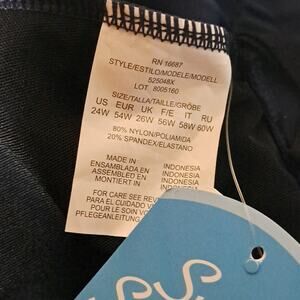 RN 16687
STYLE/ESTILO/MODELE/MODELL
525048X
LOT 8005160
SIZE/TALLA/TAILLE/GRÖBE
US EUR UK F/E IT RU
24W 54W 26W 56W 58W 60W
80% NYLON/POLIAMIDA
20% SPANDEX/ELASTANO
MADE IN: INDONESIA
ENSAMBLADA EN INDONESIA
ASSEMBLED IN INDONESIA
MONTIERT IN INDONESIA
FOR CARE SEE REV
PARA EL CUIDADO V
POUR LE SOIN VO
PFLEGEANLEITUNG